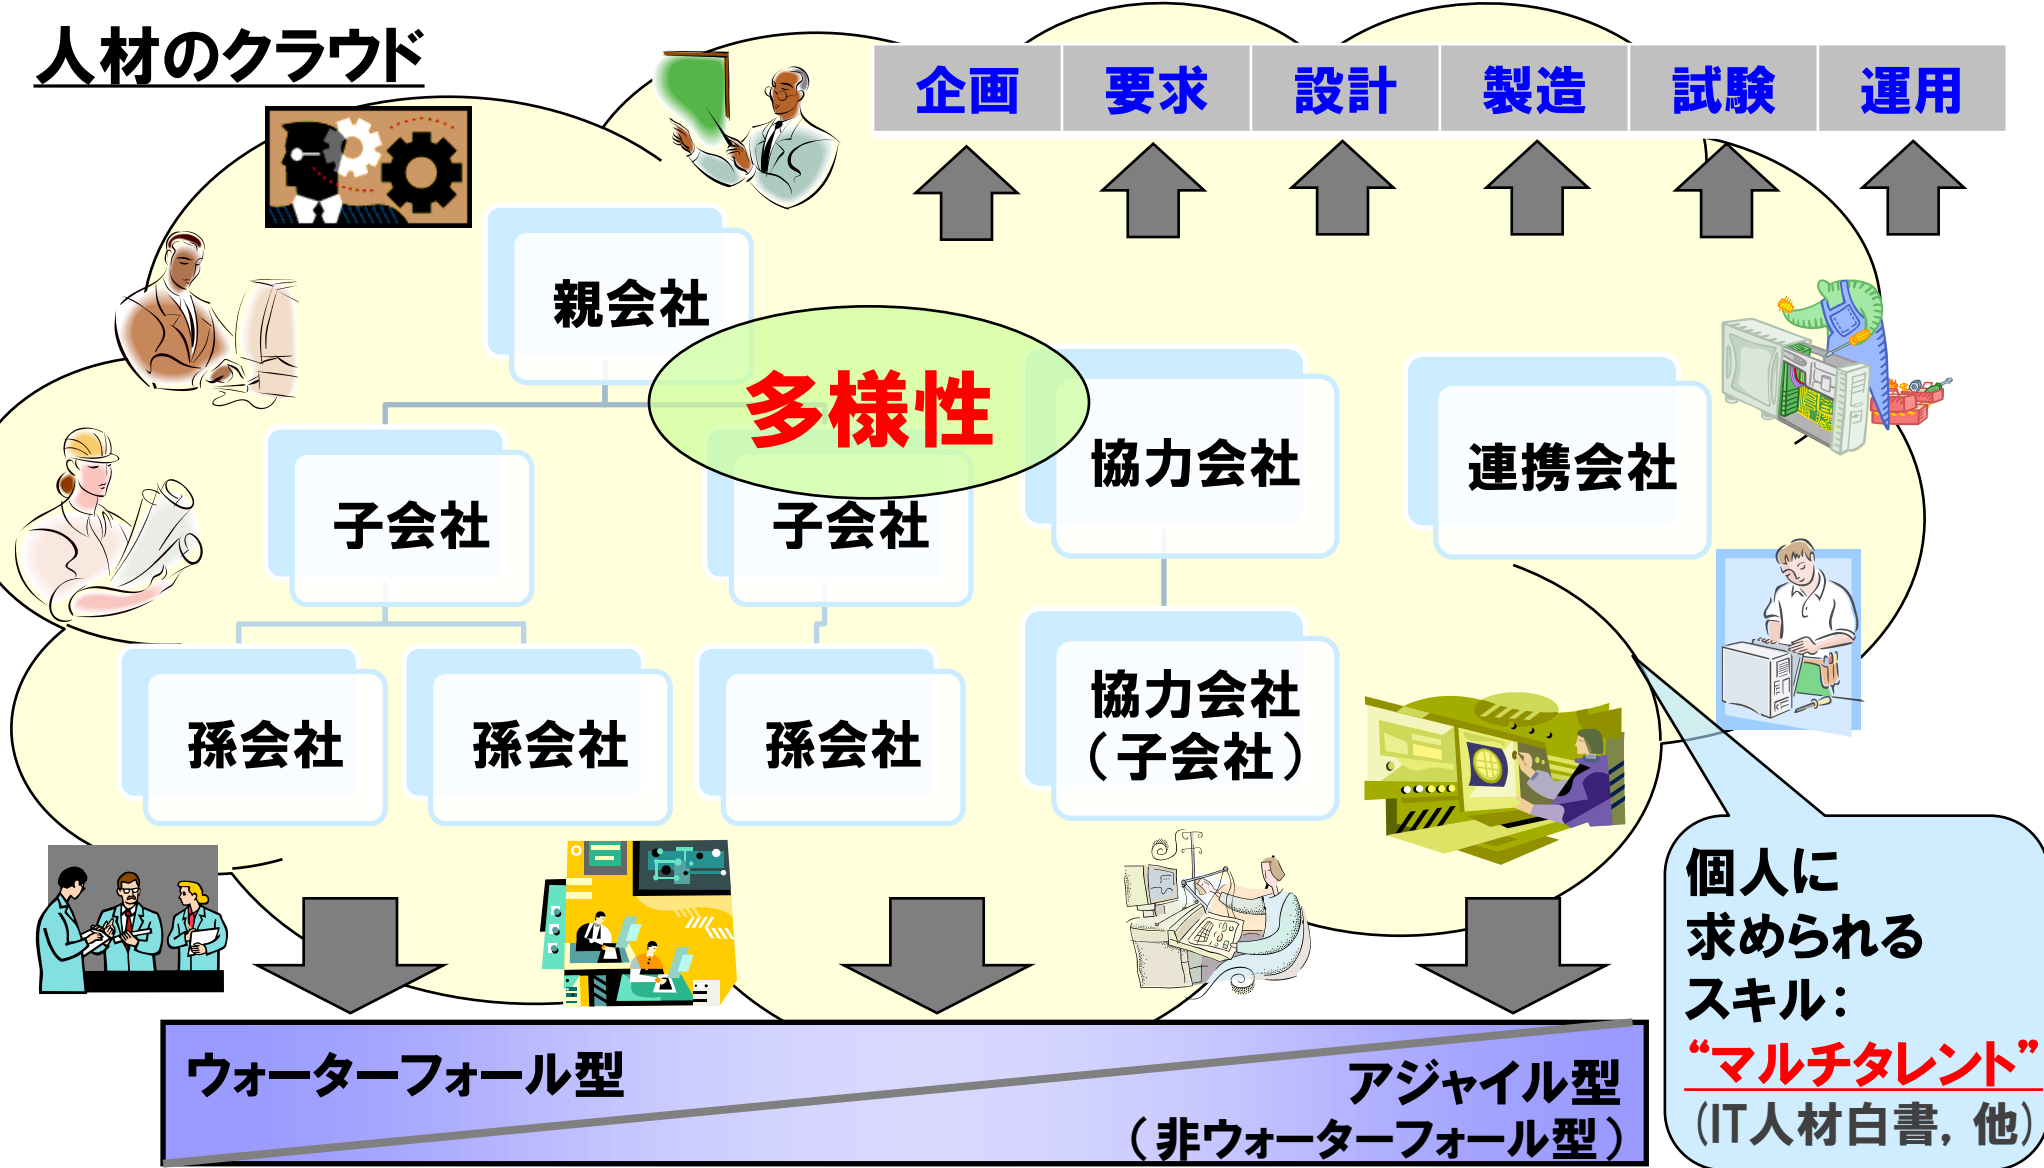 人材のクラウド
企画
要求
設計
製造
試験
運用
親会社
多様性
協力会社
連携会社
子会社
子会社
孫会社
孫会社
孫会社
協力会社
（子会社）
個人に
求められる
スキル：
“マルチタレント”
（IT人材白書，他）
ウォーターフォール型
アジャイル型
（非ウォーターフォール型）